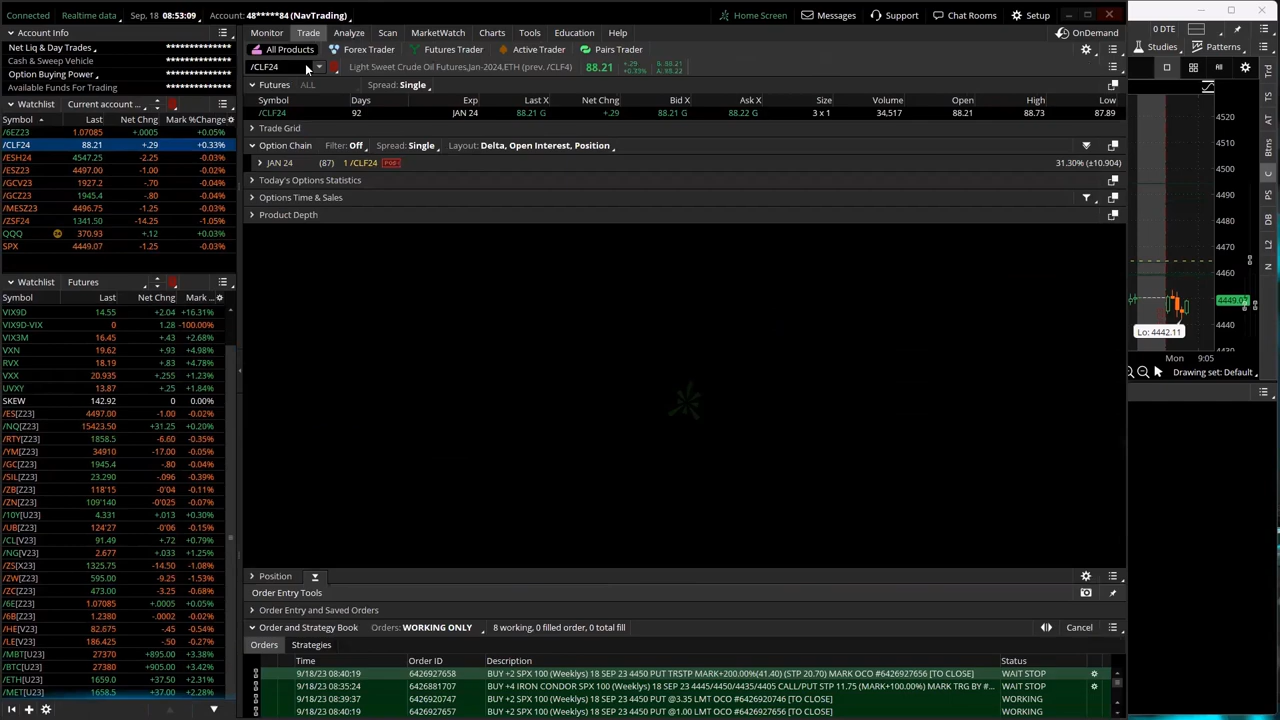 Connected Realtime data Sep, 18 08:53:09 Account: 48*****84 (NavTrading) Home Screen Messages Support Chat Rooms Setup
Account Info
Net Liq & Day Trades **************
Cash & Sweep Vehicle **************
Option Buying Power **************
Available Funds For Trading **************
Watchlist Current account ...
Symbol Last Net Chng Mark %Change
/6EZ23 1.07085 +.0005 +0.05%
/CLF24 88.21 +.29 +0.33%
/ESH24 4547.25 -2.25 -0.03%
/ESZ23 4497.00 -1.00 -0.03%
/GCV23 1927.2 -.70 -0.04%
/GCZ23 1945.4 -.80 -0.04%
/MESZ23 4496.75 -1.25 -0.03%
/ZSF24 1341.50 -14.25 -1.05%
QQQ 370.93 +.12 +0.03%
SPX 4449.07 -1.25 -0.03%
Watchlist Futures
Symbol Last Net Chng Mark ...
VIX9D 14.55 +2.04 +16.31%
VIX9D-VIX 0 1.28 -100.00%
VIX3M 16.45 +.43 +2.68%
VXN 19.62 +.93 +4.98%
RVX 18.19 +.83 +4.78%
VXX 20.935 +.255 +1.23%
UVXY 13.87 +.25 +1.84%
SKEW 142.92 0 0.00%
/ES[Z23] 4497.00 -1.00 -0.02%
/NQ[Z23] 15423.50 +31.25 +0.20%
/RTY[Z23] 1858.5 -6.60 -0.35%
/YM[Z23] 34910 -17.00 -0.05%
/GC[Z23] 1945.4 -.80 -0.04%
/SIL[Z23] 23.290 -.096 -0.39%
/ZB[Z23] 118'15 -0'04 -0.11%
/ZN[Z23] 109'140 -0'025 -0.07%
/10Y[U23] 4.331 +.013 +0.30%
/UB[Z23] 124'27 -0'06 -0.15%
/CL[V23] 91.49 +.72 +0.79%
/NG[V23] 2.677 +.033 +1.25%
/ZS[X23] 1325.75 -14.50 -1.08%
/ZW[Z23] 595.00 -9.25 -1.53%
/ZC[Z23] 473.00 -3.25 -0.68%
/6E[Z23] 1.07085 +.0005 +0.05%
/6B[Z23] 1.2380 -.0002 -0.02%
/HE[V23] 82.675 -.45 -0.54%
/LE[V23] 186.425 -.50 -0.27%
/MBT[U23] 27380 +895.00 +3.38%
/BTC[U23] 27370 +905.00 +3.42%
/ETH[U23] 1659.0 +37.50 +2.31%
/MET[U23] 1658.5 +37.00 +2.28%
Monitor Trade Analyze Scan MarketWatch Charts Tools Education Help OnDemand
All Products Forex Trader Futures Trader Active Trader Pairs Trader
/CLF24 Light Sweet Crude Oil Futures,Jan-2024,ETH (prev. /CLF4) 88.21 +.29 +0.33% B: 88.21 A: 88.22
Futures ALL Spread: Single
Symbol Days Exp Last X Net Chng Bid X Ask X Size Volume Open High Low
/CLF24 92 JAN 24 88.21 G +.29 88.21 G 88.22 G 3 x 1 34,517 88.21 88.73 87.89
Trade Grid
Option Chain Filter: Off Spread: Single Layout: Delta, Open Interest, Position
JAN 24 (87) 1 /CLF24 31.30% (±10.904)
Today's Options Statistics
Options Time & Sales
Product Depth
Position
Order Entry Tools
Order Entry and Saved Orders
Order and Strategy Book Orders: WORKING ONLY 8 working, 0 filled order, 0 total fill Cancel
Orders Strategies
Time Order ID Description Status
9/18/23 08:40:19 6426927658 BUY +2 SPX 100 (Weeklys) 18 SEP 23 4450 PUT TRSTP MARK+200.00%(41.40) (STP 20.70) MARK OCO #6426927656 [TO CLOSE] WAIT STOP
9/18/23 08:35:24 6426881707 BUY +4 IRON CONDOR SPX 100 (Weeklys) 18 SEP 23 4445/4450/4435/4405 CALL/PUT STP 11.75 (MARK+100.00%) MARK TRG BY #... WAIT STOP
9/18/23 08:39:37 6426920747 BUY +2 SPX 100 (Weeklys) 18 SEP 23 4450 PUT @3.35 LMT OCO #6426920746 [TO CLOSE] WORKING
9/18/23 08:40:19 6426927657 BUY +2 SPX 100 (Weeklys) 18 SEP 23 4450 PUT @1.00 LMT OCO #6426927656 [TO CLOSE] WORKING
0 DTE
Studies Patterns
All
4520
4500
4490
4480
4470
4460
4449.07
4440
Lo: 4442.11
Mon 9:05
Drawing set: Default
Trd
TS
AT
Btns
C
PS
DB
L2
N